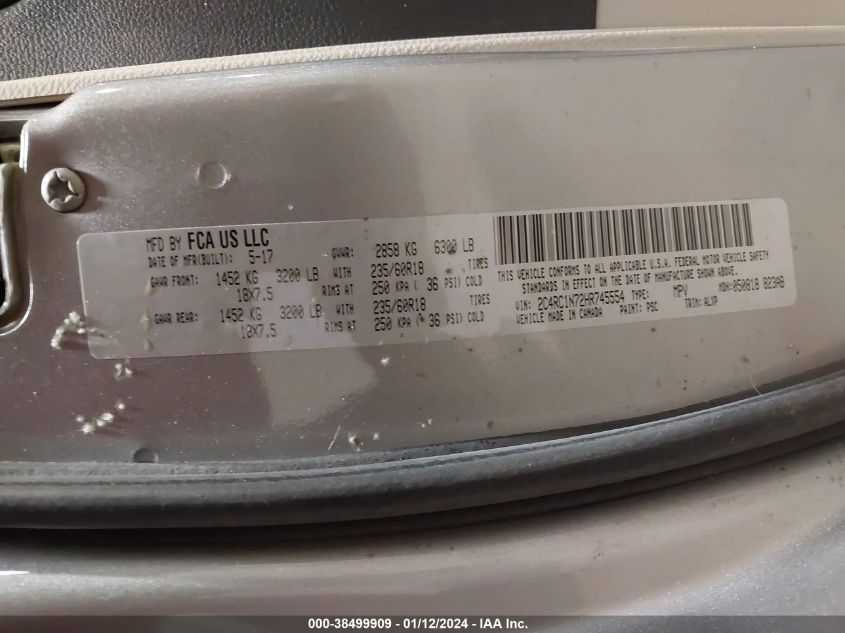 MFD BY FCA US LLC
DATE OF MFR(BUILT): 5-17 GVWR: 2858 KG 6300 LB
GAWR FRONT: 1452 KG 3200 LB WITH 235/60R18 TIRES
18X7.5 RIMS AT 250 KPA ( 36 PSI) COLD
GAWR REAR: 1452 KG 3200 LB WITH 235/60R18 TIRES
18X7.5 RIMS AT 250 KPA ( 36 PSI) COLD
THIS VEHICLE CONFORMS TO ALL APPLICABLE U.S.A. FEDERAL MOTOR VEHICLE SAFETY
STANDARDS IN EFFECT ON THE DATE OF MANUFACTURE SHOWN ABOVE.
VIN: 2C4RC1N72HR745554 TYPE: MPV MDH: 050818 823AB
VEHICLE MADE IN CANADA PAINT: PSC TRIM: ALXP
000-38499909 — 01/12/2024 — IAA Inc.